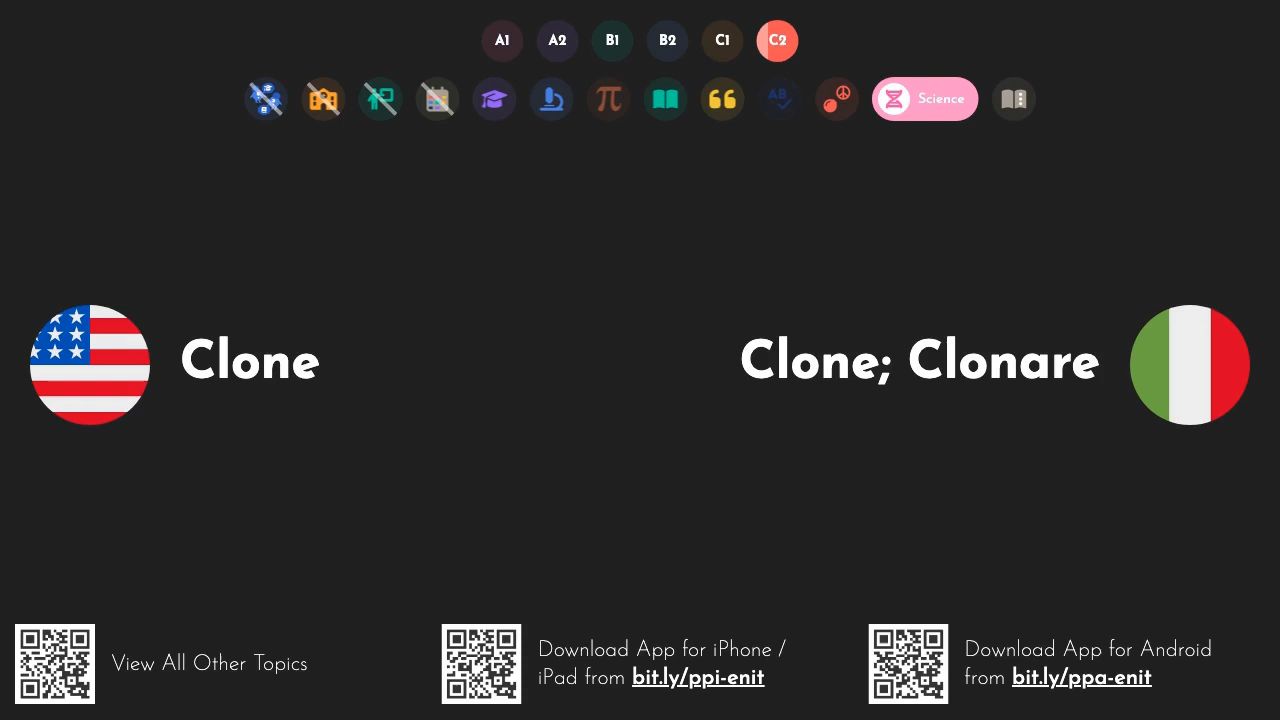 A1 A2 B1 B2 C1 C2
Science
Clone
Clone; Clonare
View All Other Topics
Download App for iPhone /
iPad from bit.ly/ppi-enit
Download App for Android
from bit.ly/ppa-enit